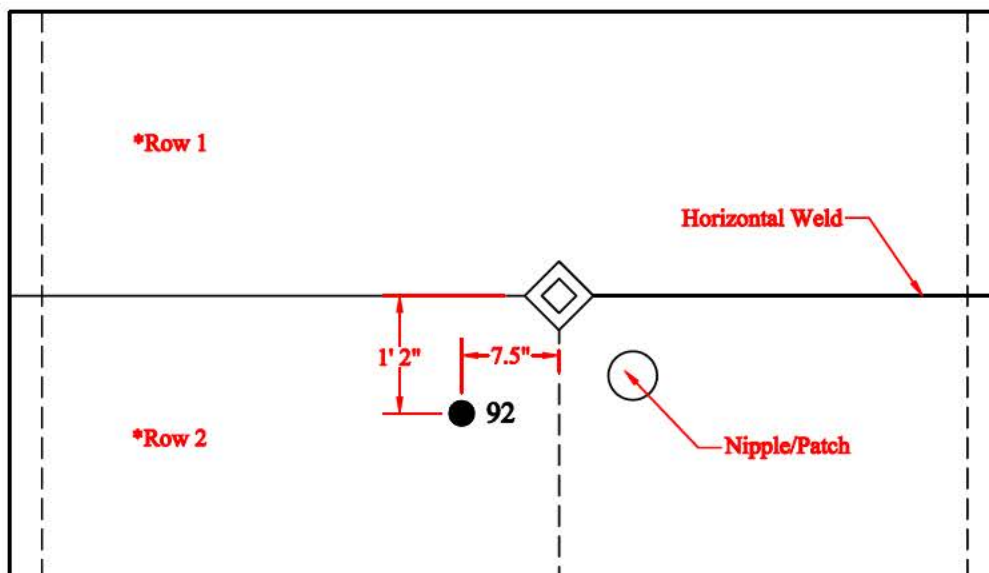 *Row 1
Horizontal Weld
1' 2"
7.5"
92
*Row 2
Nipple/Patch